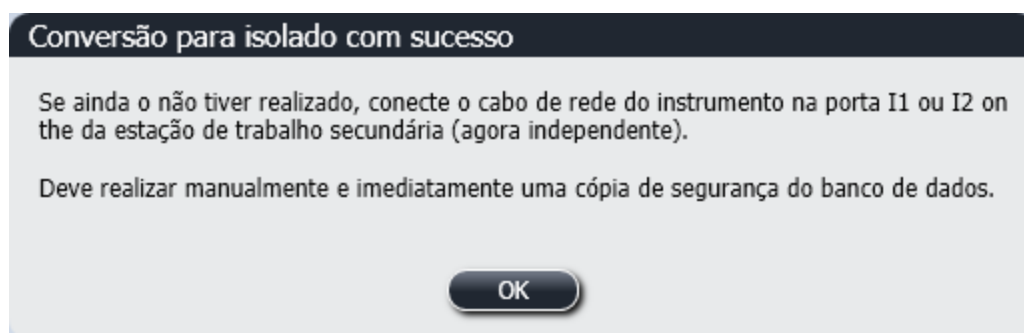 Conversão para isolado com sucesso
Se ainda o não tiver realizado, conecte o cabo de rede do instrumento na porta I1 ou I2 on
the da estação de trabalho secundária (agora independente).
Deve realizar manualmente e imediatamente uma cópia de segurança do banco de dados.
OK